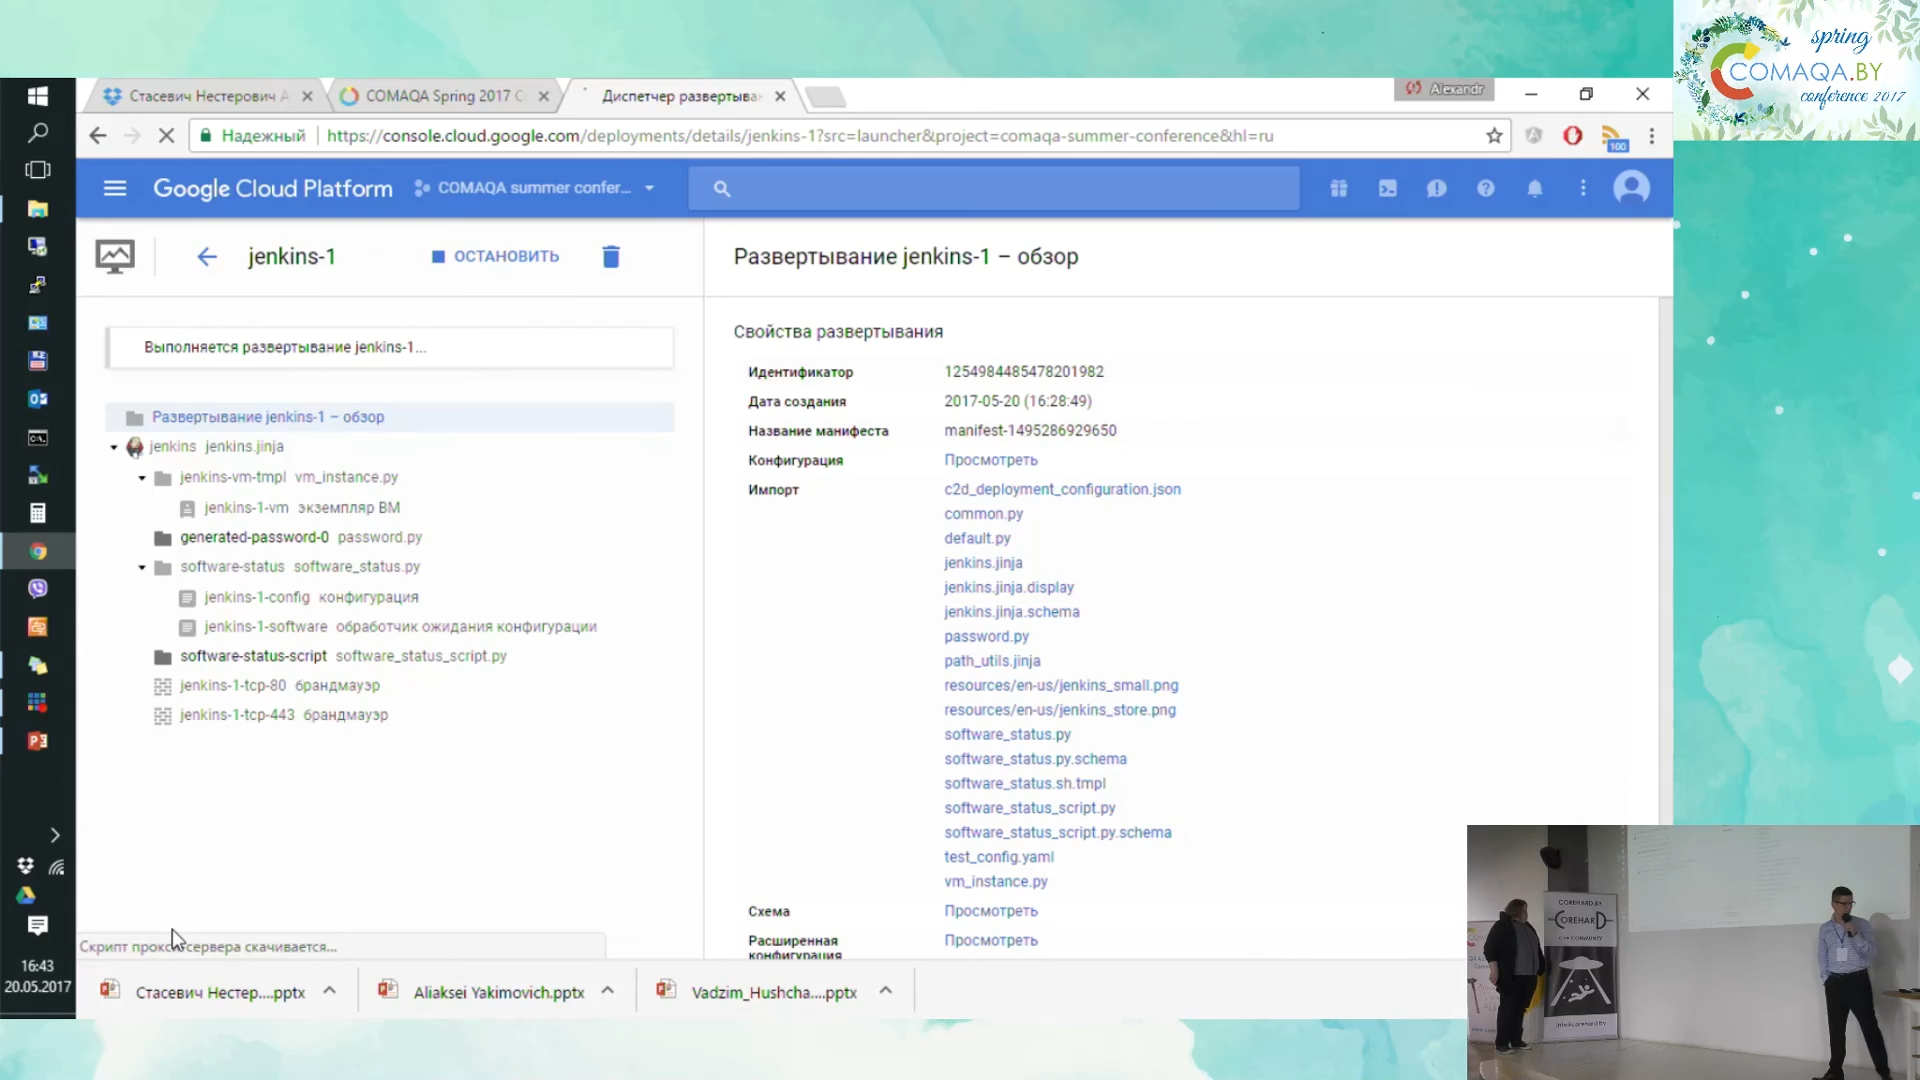 spring
COMAQA.BY
conference 2017
Стасевич Нестерович А
COMAQA Spring 2017 C
Диспетчер развертыва
Alexandr
Надежный
https://console.cloud.google.com/deployments/details/jenkins-1?src=launcher&project=comaqa-summer-conference&hl=ru
100
Google Cloud Platform
COMAQA summer confer...
jenkins-1
ОСТАНОВИТЬ
Развертывание jenkins-1 – обзор
Выполняется развертывание jenkins-1...
Развертывание jenkins-1 – обзор
jenkins jenkins.jinja
jenkins-vm-tmpl vm_instance.py
jenkins-1-vm экземпляр ВМ
generated-password-0 password.py
software-status software_status.py
jenkins-1-config конфигурация
jenkins-1-software обработчик ожидания конфигурации
software-status-script software_status_script.py
jenkins-1-tcp-80 брандмауэр
jenkins-1-tcp-443 брандмауэр
Свойства развертывания
Идентификатор 1254984485478201982
Дата создания 2017-05-20 (16:28:49)
Название манифеста manifest-1495286929650
Конфигурация Просмотреть
Импорт c2d_deployment_configuration.json
common.py
default.py
jenkins.jinja
jenkins.jinja.display
jenkins.jinja.schema
password.py
path_utils.jinja
resources/en-us/jenkins_small.png
resources/en-us/jenkins_store.png
software_status.py
software_status.py.schema
software_status.sh.tmpl
software_status_script.py
software_status_script.py.schema
test_config.yaml
vm_instance.py
Схема Просмотреть
Расширенная Просмотреть
конфигурация
Скрипт прокси-сервера скачивается...
16:43
20.05.2017
Стасевич Нестер....pptx
Aliaksei Yakimovich.pptx
Vadzim_Hushcha....pptx
COREHARD.BY
COREHARD
C++ COMMUNITY